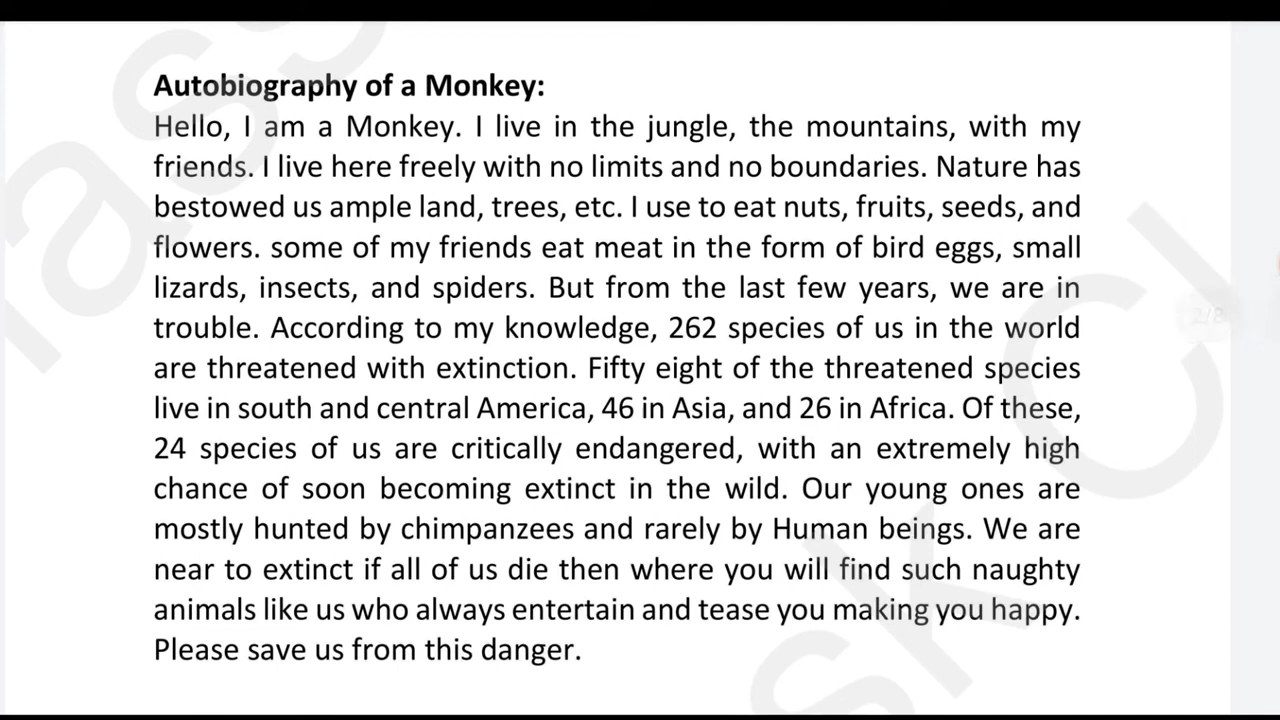 Autobiography of a Monkey:
Hello, I am a Monkey. I live in the jungle, the mountains, with my
friends. I live here freely with no limits and no boundaries. Nature has
bestowed us ample land, trees, etc. I use to eat nuts, fruits, seeds, and
flowers. some of my friends eat meat in the form of bird eggs, small
lizards, insects, and spiders. But from the last few years, we are in
trouble. According to my knowledge, 262 species of us in the world
are threatened with extinction. Fifty eight of the threatened species
live in south and central America, 46 in Asia, and 26 in Africa. Of these,
24 species of us are critically endangered, with an extremely high
chance of soon becoming extinct in the wild. Our young ones are
mostly hunted by chimpanzees and rarely by Human beings. We are
near to extinct if all of us die then where you will find such naughty
animals like us who always entertain and tease you making you happy.
Please save us from this danger.
2/8